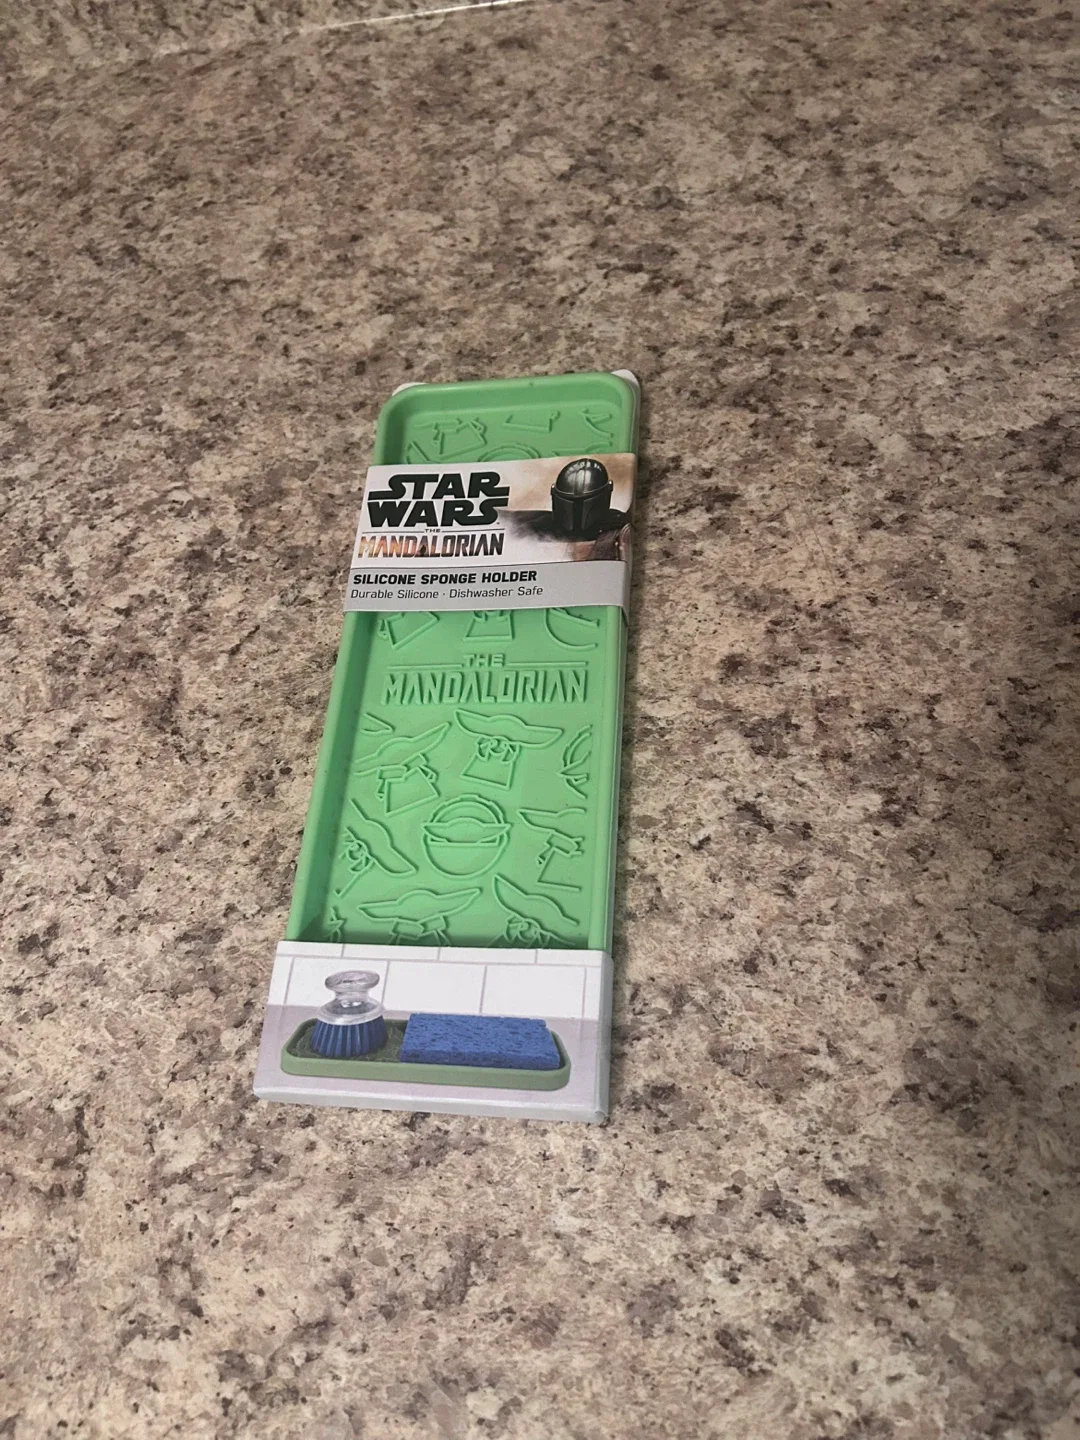 STAR
WARS
THE
MANDALORIAN
SILICONE SPONGE HOLDER
Durable Silicone · Dishwasher Safe
THE
MANDALORIAN